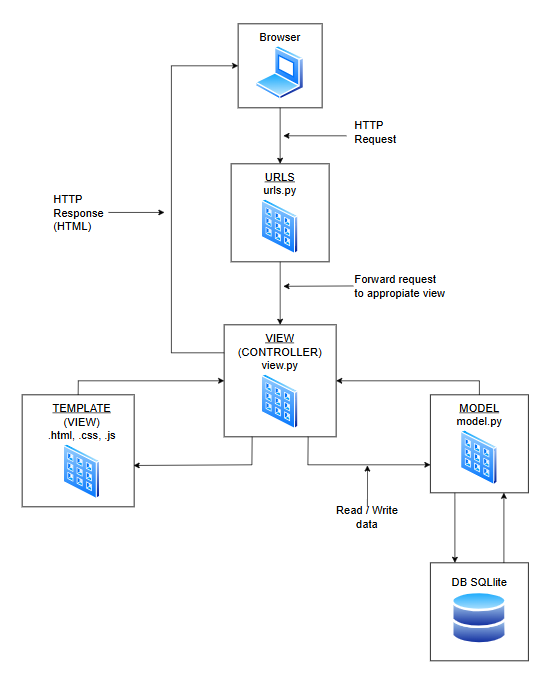 Browser
HTTP
Request
URLS
urls.py
HTTP
Response
(HTML)
Forward request
to appropiate view
VIEW
(CONTROLLER)
view.py
TEMPLATE
(VIEW)
.html, .css, .js
MODEL
model.py
Read / Write
data
DB SQLlite